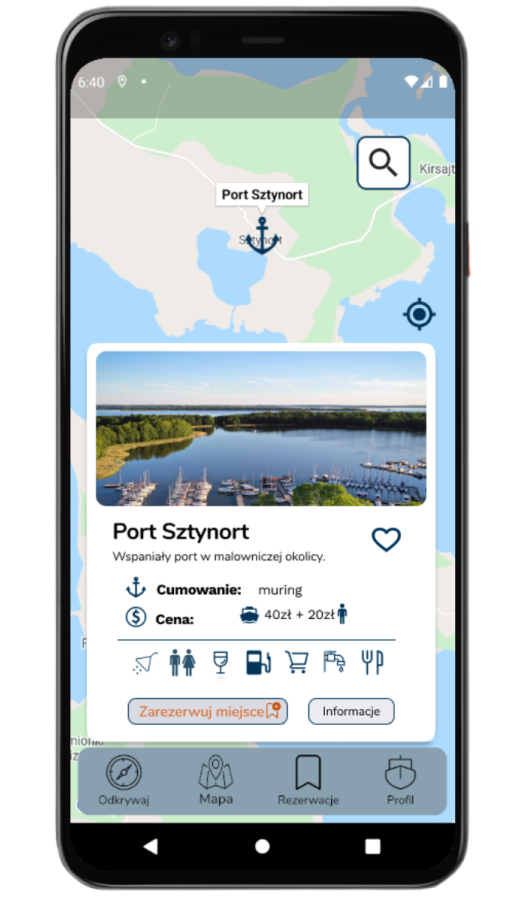 6:40
Kirsajt
Port Sztynort
Sztynort
Port Sztynort
Wspaniały port w malowniczej okolicy.
Cumowanie: muring
Cena: 40zł + 20zł
Zarezerwuj miejsce
Informacje
Odkrywaj
Mapa
Rezerwacje
Profil